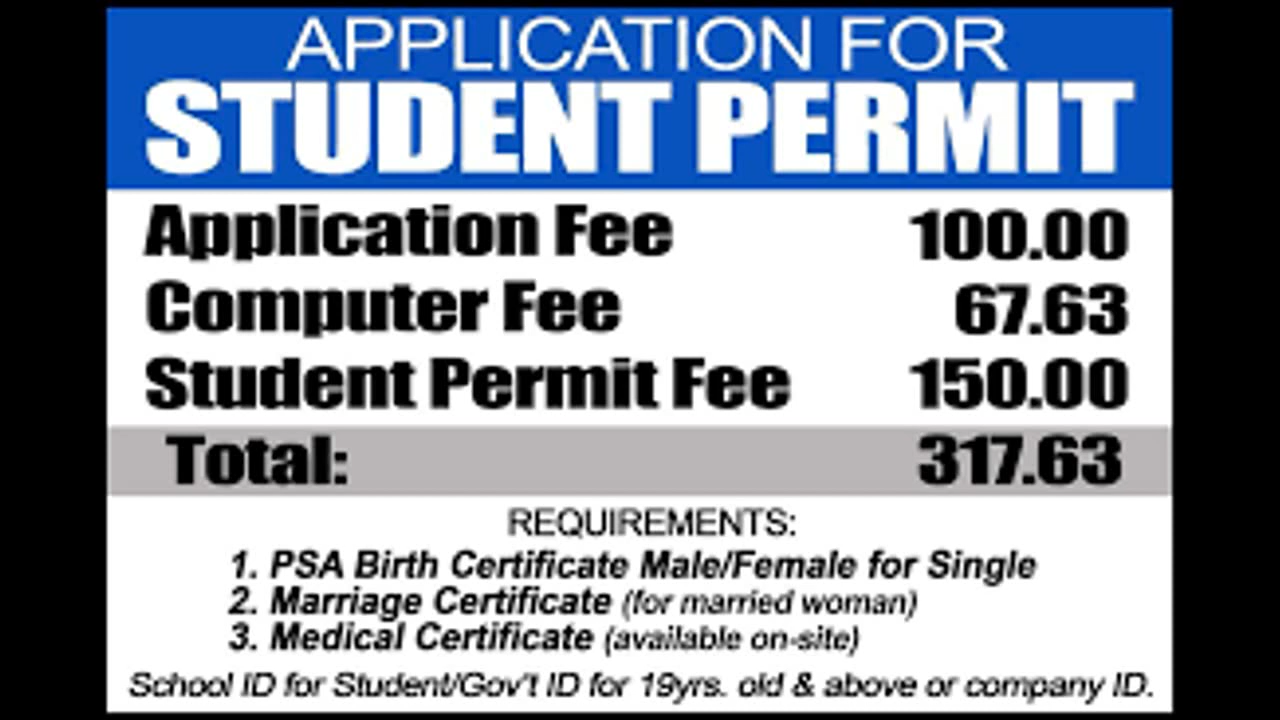 APPLICATION FOR
STUDENT PERMIT
Application Fee 100.00
Computer Fee 67.63
Student Permit Fee 150.00
Total: 317.63
REQUIREMENTS:
1. PSA Birth Certificate Male/Female for Single
2. Marriage Certificate (for married woman)
3. Medical Certificate (available on-site)
School ID for Student/Gov't ID for 19yrs. old & above or company ID.